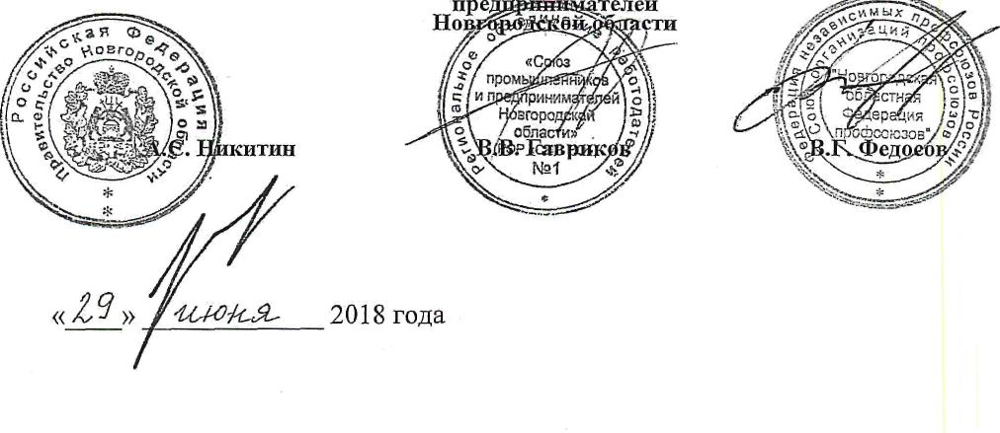 предпринимателей
Новгородской области
Российская Федерация
Правительство Новгородской области
* *
Региональное объединение работодателей
«Союз
промышленников
и предпринимателей
Новгородской
области»
№1
*
Федерация независимых профсоюзов России
Союз организаций профсоюзов
"Новгородская
областная
Федерация
профсоюзов"
* *
А.С. Никитин
В.В. Гавриков
В.Г. Федосов
«29» июня 2018 года